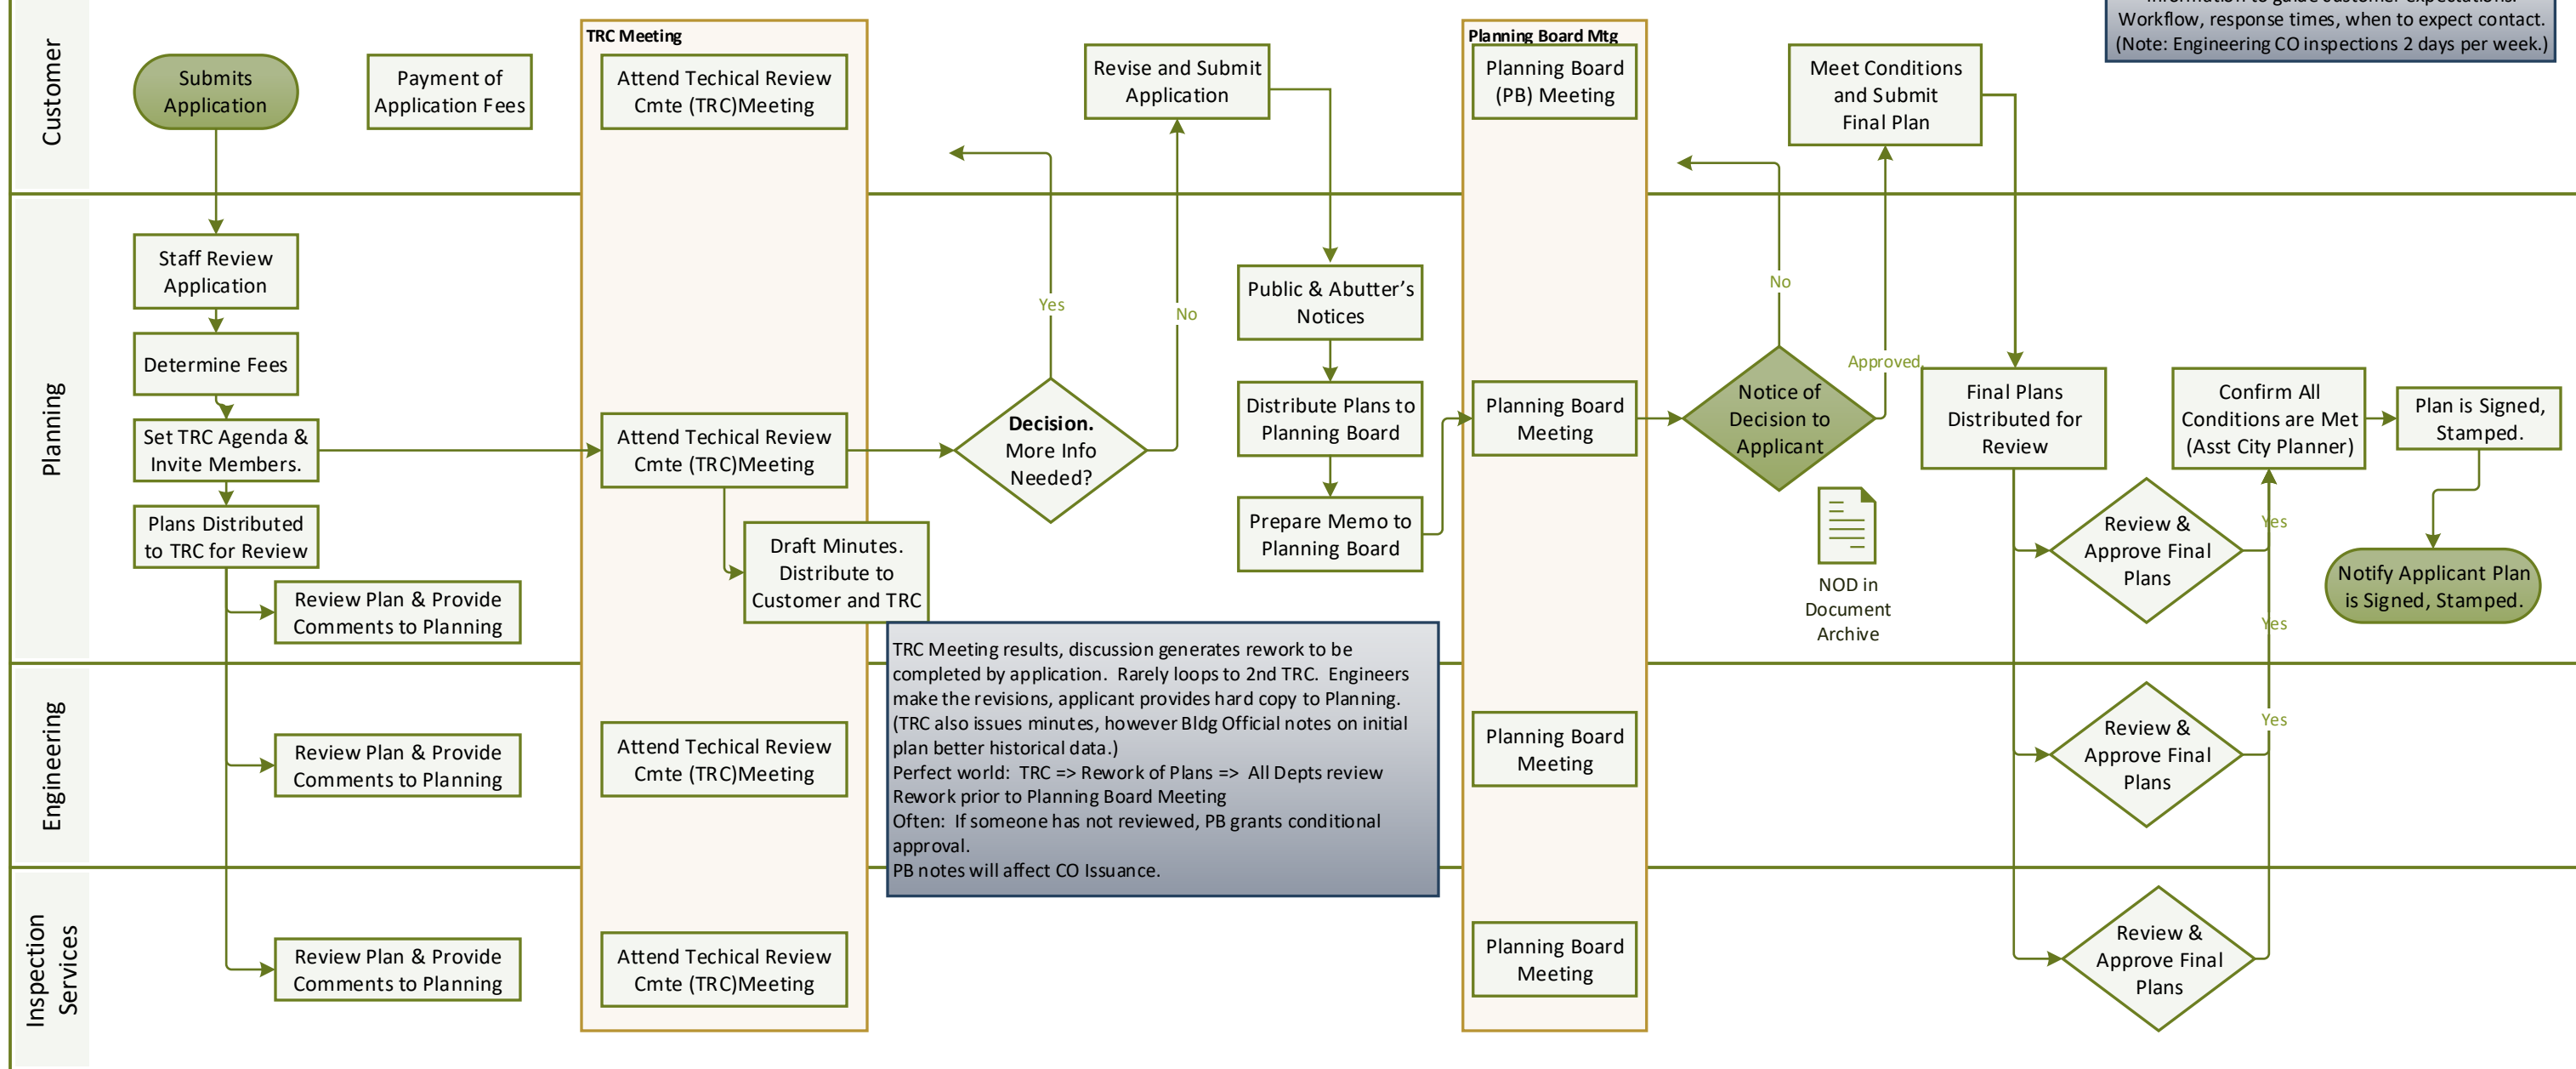 Customer
Submits
Application
Payment of
Application Fees
TRC Meeting
Attend Techical Review
Cmte (TRC)Meeting
Revise and Submit
Application
Planning Board Mtg
Planning Board
(PB) Meeting
Meet Conditions
and Submit
Final Plan
information to guide customer expectations.
Workflow, response times, when to expect contact.
(Note: Engineering CO inspections 2 days per week.)
Planning
Staff Review
Application
Determine Fees
Set TRC Agenda &
Invite Members.
Plans Distributed
to TRC for Review
Review Plan & Provide
Comments to Planning
Attend Techical Review
Cmte (TRC)Meeting
Draft Minutes.
Distribute to
Customer and TRC
Yes
Decision.
More Info
Needed?
No
Public & Abutter's
Notices
Distribute Plans to
Planning Board
Prepare Memo to
Planning Board
Planning Board
Meeting
No
Notice of
Decision to
Applicant
Approved
NOD in
Document
Archive
Final Plans
Distributed for
Review
Review &
Approve Final
Plans
Yes
Yes
Confirm All
Conditions are Met
(Asst City Planner)
Plan is Signed,
Stamped.
Notify Applicant Plan
is Signed, Stamped.
TRC Meeting results, discussion generates rework to be
completed by application.  Rarely loops to 2nd TRC.  Engineers
make the revisions, applicant provides hard copy to Planning.
(TRC also issues minutes, however Bldg Official notes on initial
plan better historical data.)
Perfect world:  TRC => Rework of Plans =>  All Depts review
Rework prior to Planning Board Meeting
Often:  If someone has not reviewed, PB grants conditional
approval.
PB notes will affect CO Issuance.
Engineering
Review Plan & Provide
Comments to Planning
Attend Techical Review
Cmte (TRC)Meeting
Planning Board
Meeting
Review &
Approve Final
Plans
Yes
Inspection
Services
Review Plan & Provide
Comments to Planning
Attend Techical Review
Cmte (TRC)Meeting
Planning Board
Meeting
Review &
Approve Final
Plans